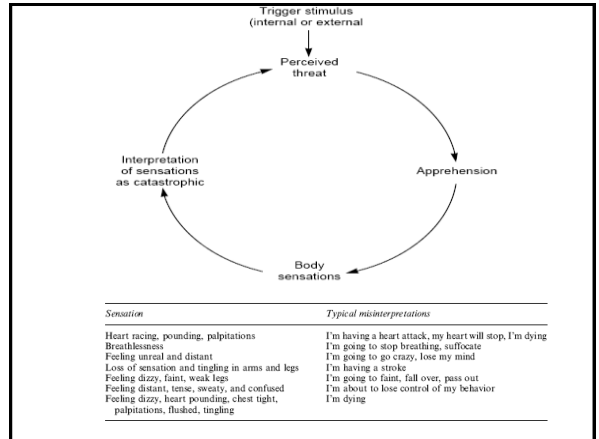 Trigger stimulus
(internal or external
Perceived
threat
Apprehension
Body
sensations
Interpretation
of sensations
as catastrophic
Sensation Typical misinterpretations
Heart racing, pounding, palpitations I'm having a heart attack, my heart will stop, I'm dying
Breathlessness I'm going to stop breathing, suffocate
Feeling unreal and distant I'm going to go crazy, lose my mind
Loss of sensation and tingling in arms and legs I'm having a stroke
Feeling dizzy, faint, weak legs I'm going to faint, fall over, pass out
Feeling distant, tense, sweaty, and confused I'm about to lose control of my behavior
Feeling dizzy, heart pounding, chest tight, I'm dying
palpitations, flushed, tingling